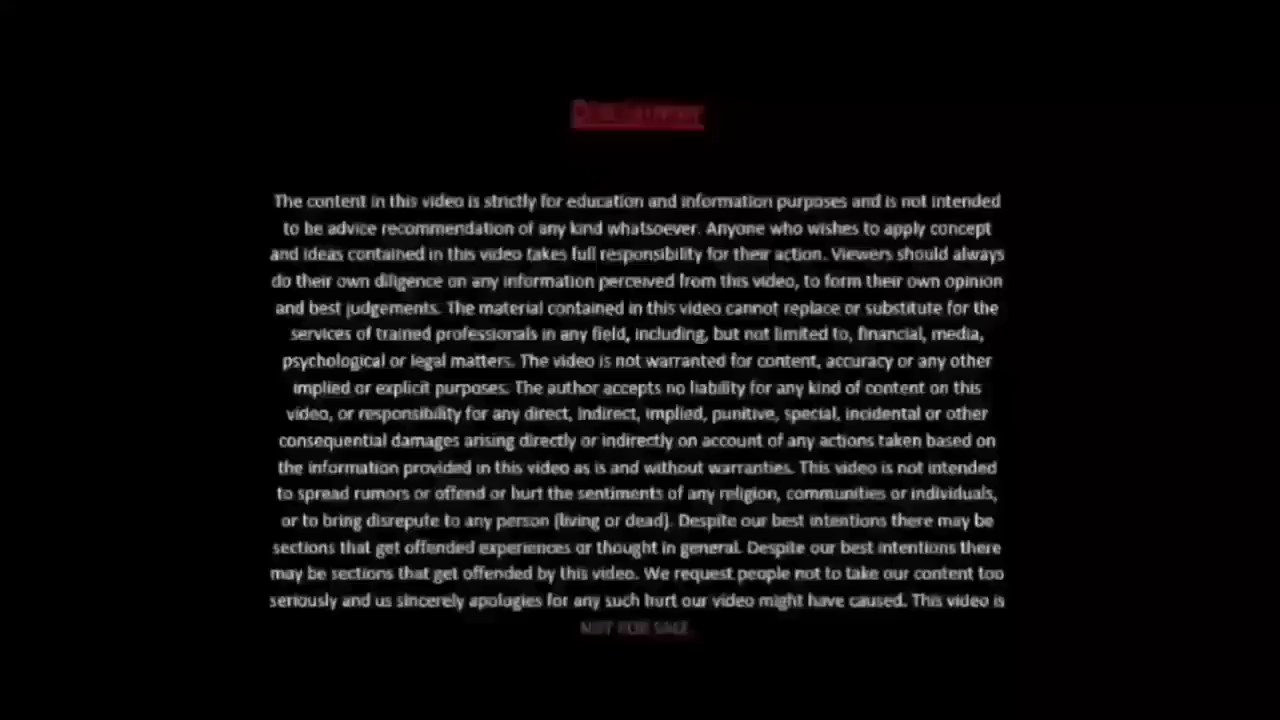 Disclaimer
The content in this video is strictly for education and information purposes and is not intended
to be advice recommendation of any kind whatsoever. Anyone who wishes to apply concept
and ideas contained in this video takes full responsibility for their action. Viewers should always
do their own diligence on any information perceived from this video, to form their own opinion
and best judgements. The material contained in this video cannot replace or substitute for the
services of trained professionals in any field, including, but not limited to, financial, media,
psychological or legal matters. The video is not warranted for content, accuracy or any other
implied or explicit purposes. The author accepts no liability for any kind of content on this
video, or responsibility for any direct, indirect, implied, punitive, special, incidental or other
consequential damages arising directly or indirectly on account of any actions taken based on
the information provided in this video as is and without warranties. This video is not intended
to spread rumors or offend or hurt the sentiments of any religion, communities or individuals,
or to bring disrepute to any person (living or dead). Despite our best intentions there may be
sections that get offended experiences or thought in general. Despite our best intentions there
may be sections that get offended by this video. We request people not to take our content too
seriously and us sincerely apologies for any such hurt our video might have caused. This video is
NOT FOR SALE.